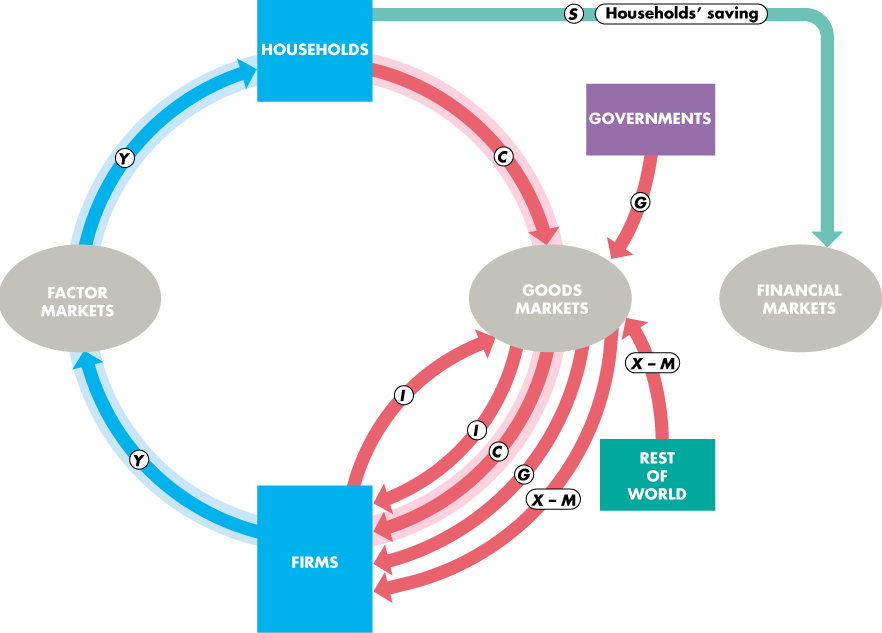 S
Households’ saving
HOUSEHOLDS
GOVERNMENTS
Y
C
G
FACTOR
MARKETS
GOODS
MARKETS
FINANCIAL
MARKETS
X – M
I
I
C
Y
G
X – M
REST
OF
WORLD
FIRMS